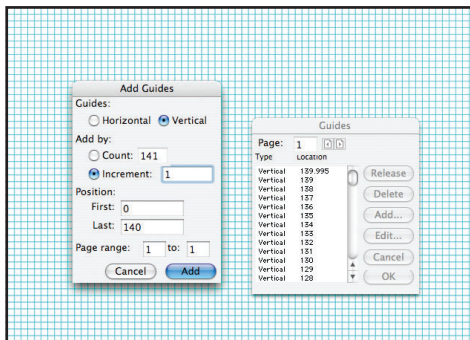 Add Guides
Guides:
Horizontal Vertical
Add by:
Count: 141
Increment: 1
Position:
First: 0
Last: 140
Page range: 1 to: 1
Cancel Add
Guides
Page: 1
Type Location
Vertical 139.995
Vertical 139
Vertical 138
Vertical 137
Vertical 136
Vertical 135
Vertical 134
Vertical 133
Vertical 132
Vertical 131
Vertical 130
Vertical 129
Vertical 128
Release
Delete
Add...
Edit...
Cancel
OK